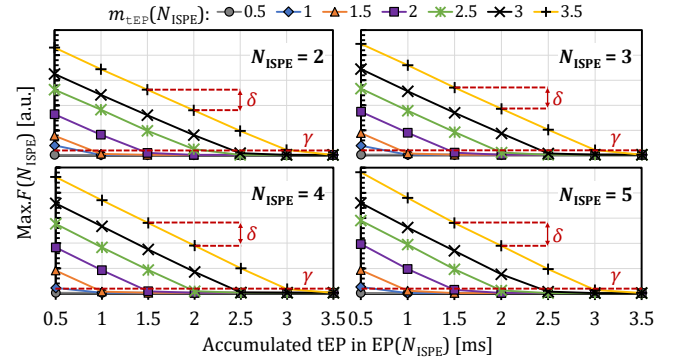 m_tEP(N_ISPE): 0.5 1 1.5 2 2.5 3 3.5
Max. F(N_ISPE) [a.u.]
N_ISPE = 2
δ
γ
N_ISPE = 3
δ
γ
N_ISPE = 4
δ
γ
N_ISPE = 5
δ
γ
0.5 1 1.5 2 2.5 3 3.5
0.5 1 1.5 2 2.5 3 3.5
Accumulated tEP in EP(N_ISPE) [ms]